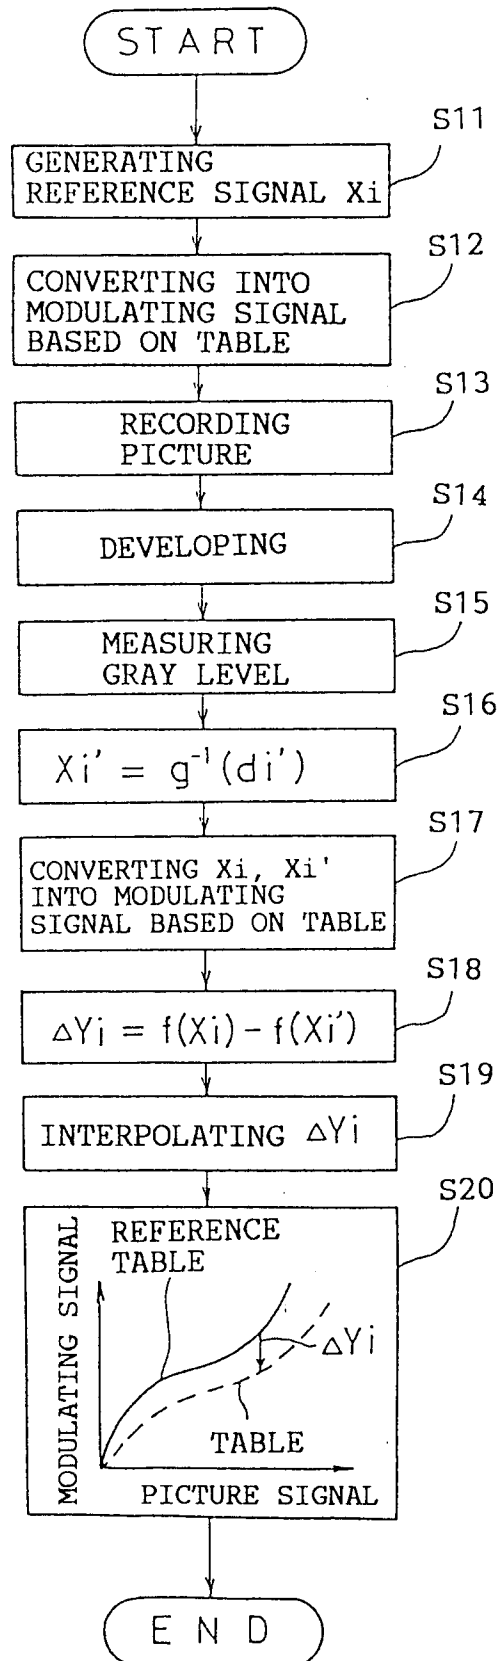 START
S11
GENERATING
REFERENCE SIGNAL Xi
S12
CONVERTING INTO
MODULATING SIGNAL
BASED ON TABLE
S13
RECORDING
PICTURE
S14
DEVELOPING
S15
MEASURING
GRAY LEVEL
S16
Xi' = g⁻¹(di')
S17
CONVERTING Xi, Xi'
INTO MODULATING
SIGNAL BASED ON TABLE
S18
ΔYi = f(Xi) - f(Xi')
S19
INTERPOLATING ΔYi
S20
MODULATING SIGNAL
REFERENCE
TABLE
ΔYi
TABLE
PICTURE SIGNAL
END